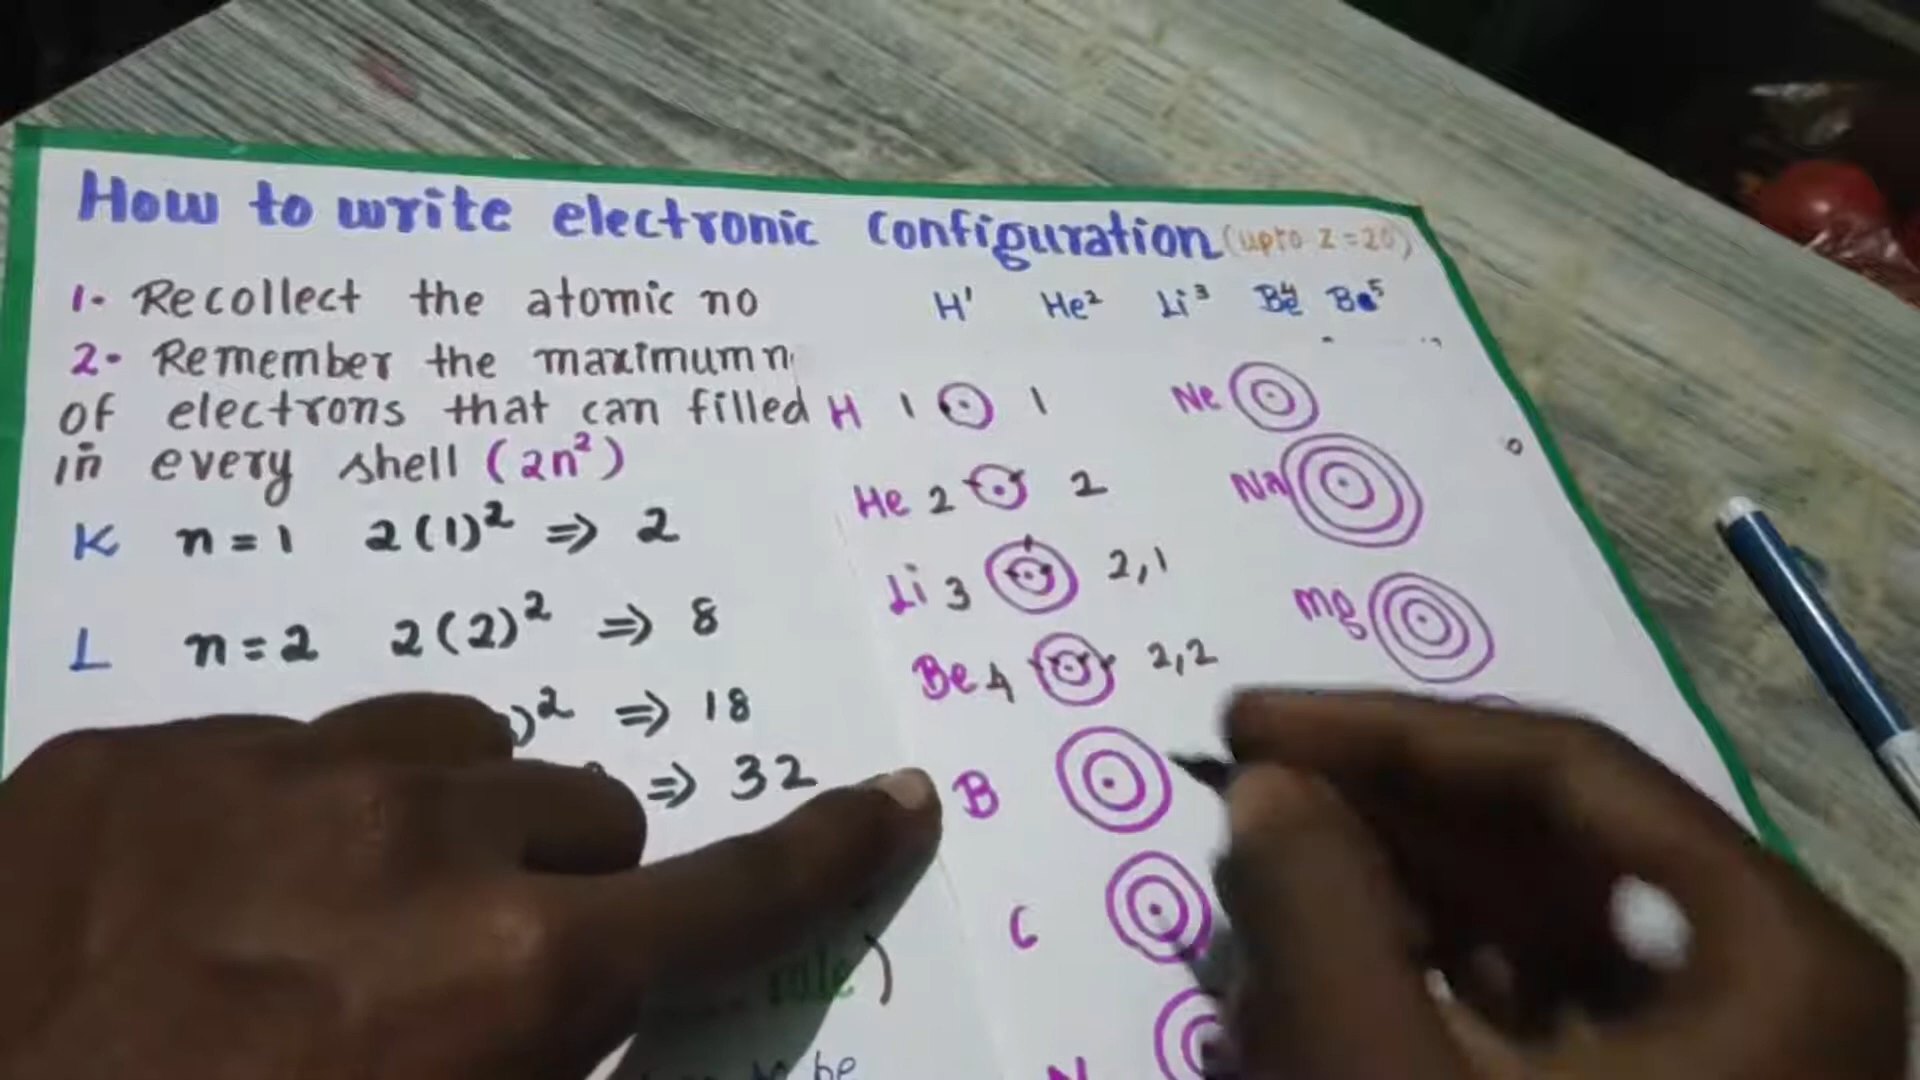 How to write electronic configuration (upto Z=20)
1. Recollect the atomic no
2. Remember the maximum n
of electrons that can filled
in every shell (2n²)
K n = 1 2(1)² ⇒ 2
L n = 2 2(2)² ⇒ 8
)² ⇒ 18
⇒ 32
rule)
to be
H¹ He² Li³ Be⁴ B⁵
H 1 1
He 2 2
Li 3 2,1
Be 4 2,2
B
C
N
Ne
Na
Mg